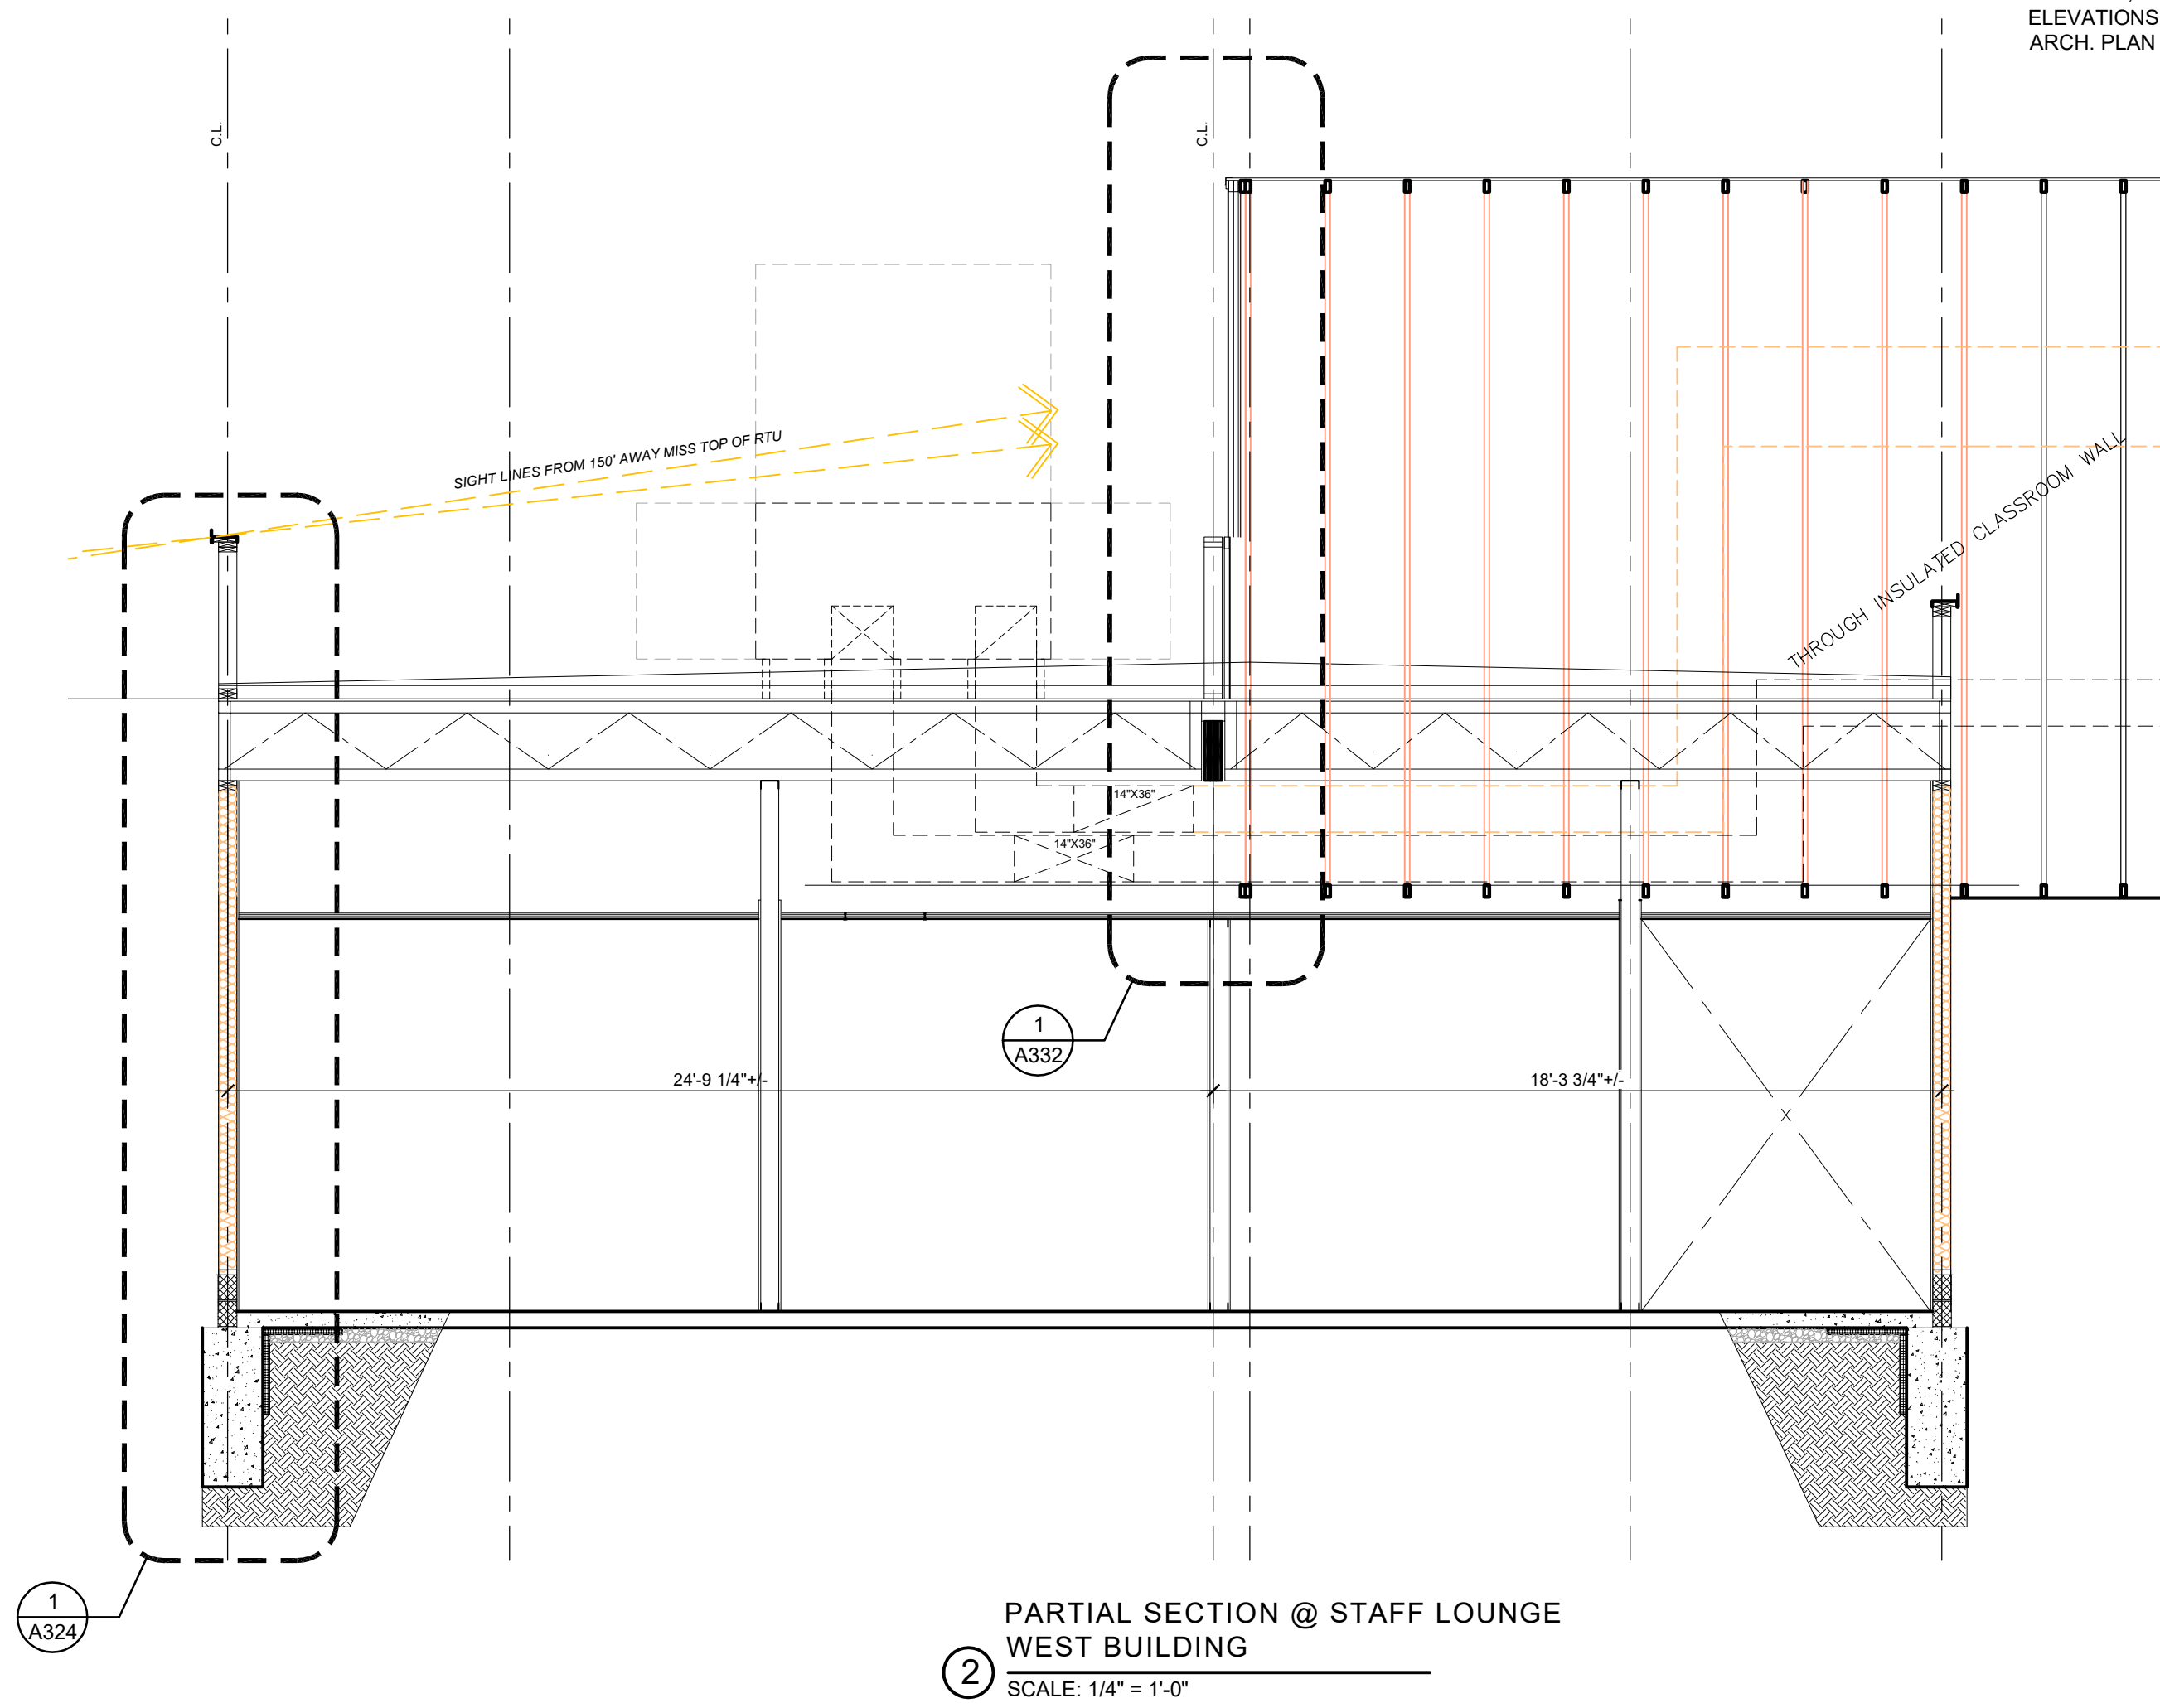 ELEVATIONS
ARCH. PLAN
C.L.
C.L.
SIGHT LINES FROM 150' AWAY MISS TOP OF RTU
THROUGH INSULATED CLASSROOM WALL
14"X36"
14"X36"
1
A332
24'-9 1/4"+/-
18'-3 3/4"+/-
X
1
A324
PARTIAL SECTION @ STAFF LOUNGE
WEST BUILDING
2
SCALE: 1/4" = 1'-0"